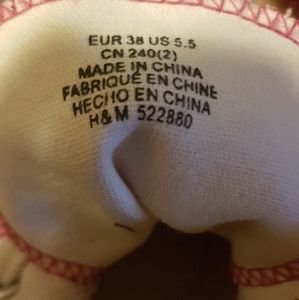 EUR 38 US 5.5
CN 240(2)
MADE IN CHINA
FABRIQUÉ EN CHINE
HECHO EN CHINA
H&M 522880